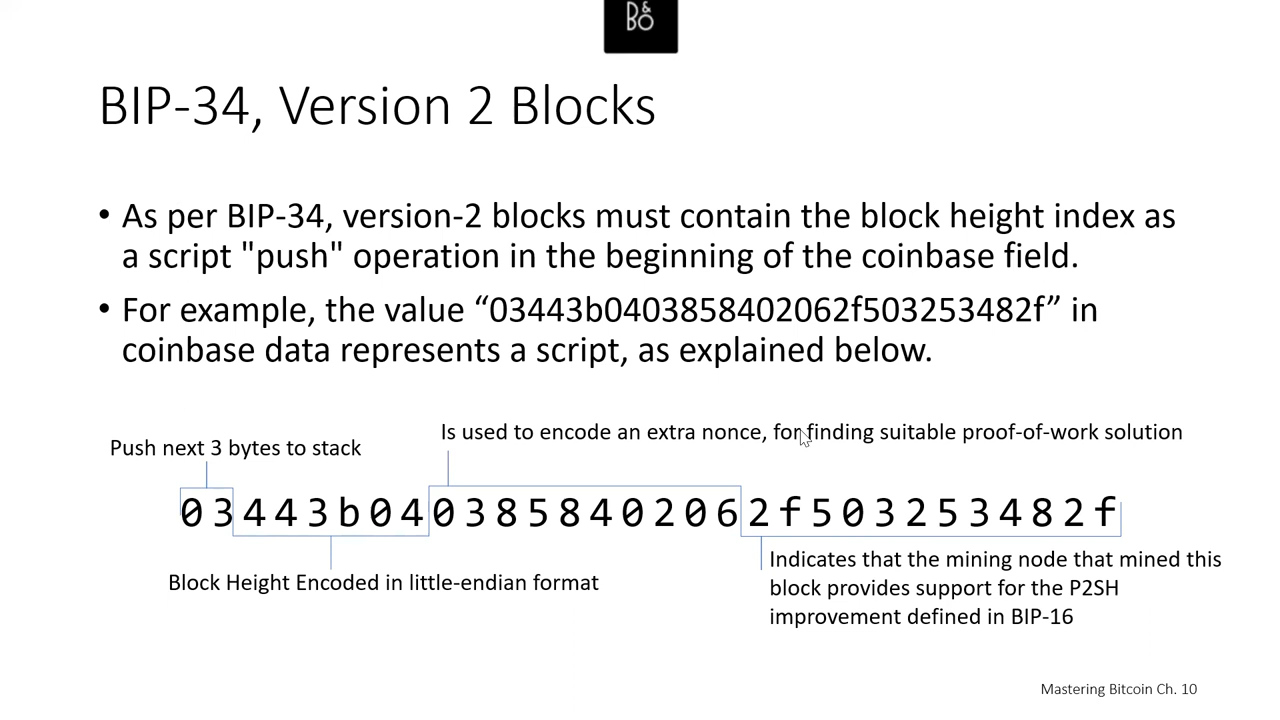 B&O
BIP-34, Version 2 Blocks
• As per BIP-34, version-2 blocks must contain the block height index as
a script "push" operation in the beginning of the coinbase field.
• For example, the value “03443b0403858402062f503253482f” in
coinbase data represents a script, as explained below.
Is used to encode an extra nonce, for finding suitable proof-of-work solution
Push next 3 bytes to stack
03443b0403858402062f503253482f
Block Height Encoded in little-endian format
Indicates that the mining node that mined this
block provides support for the P2SH
improvement defined in BIP-16
Mastering Bitcoin Ch. 10